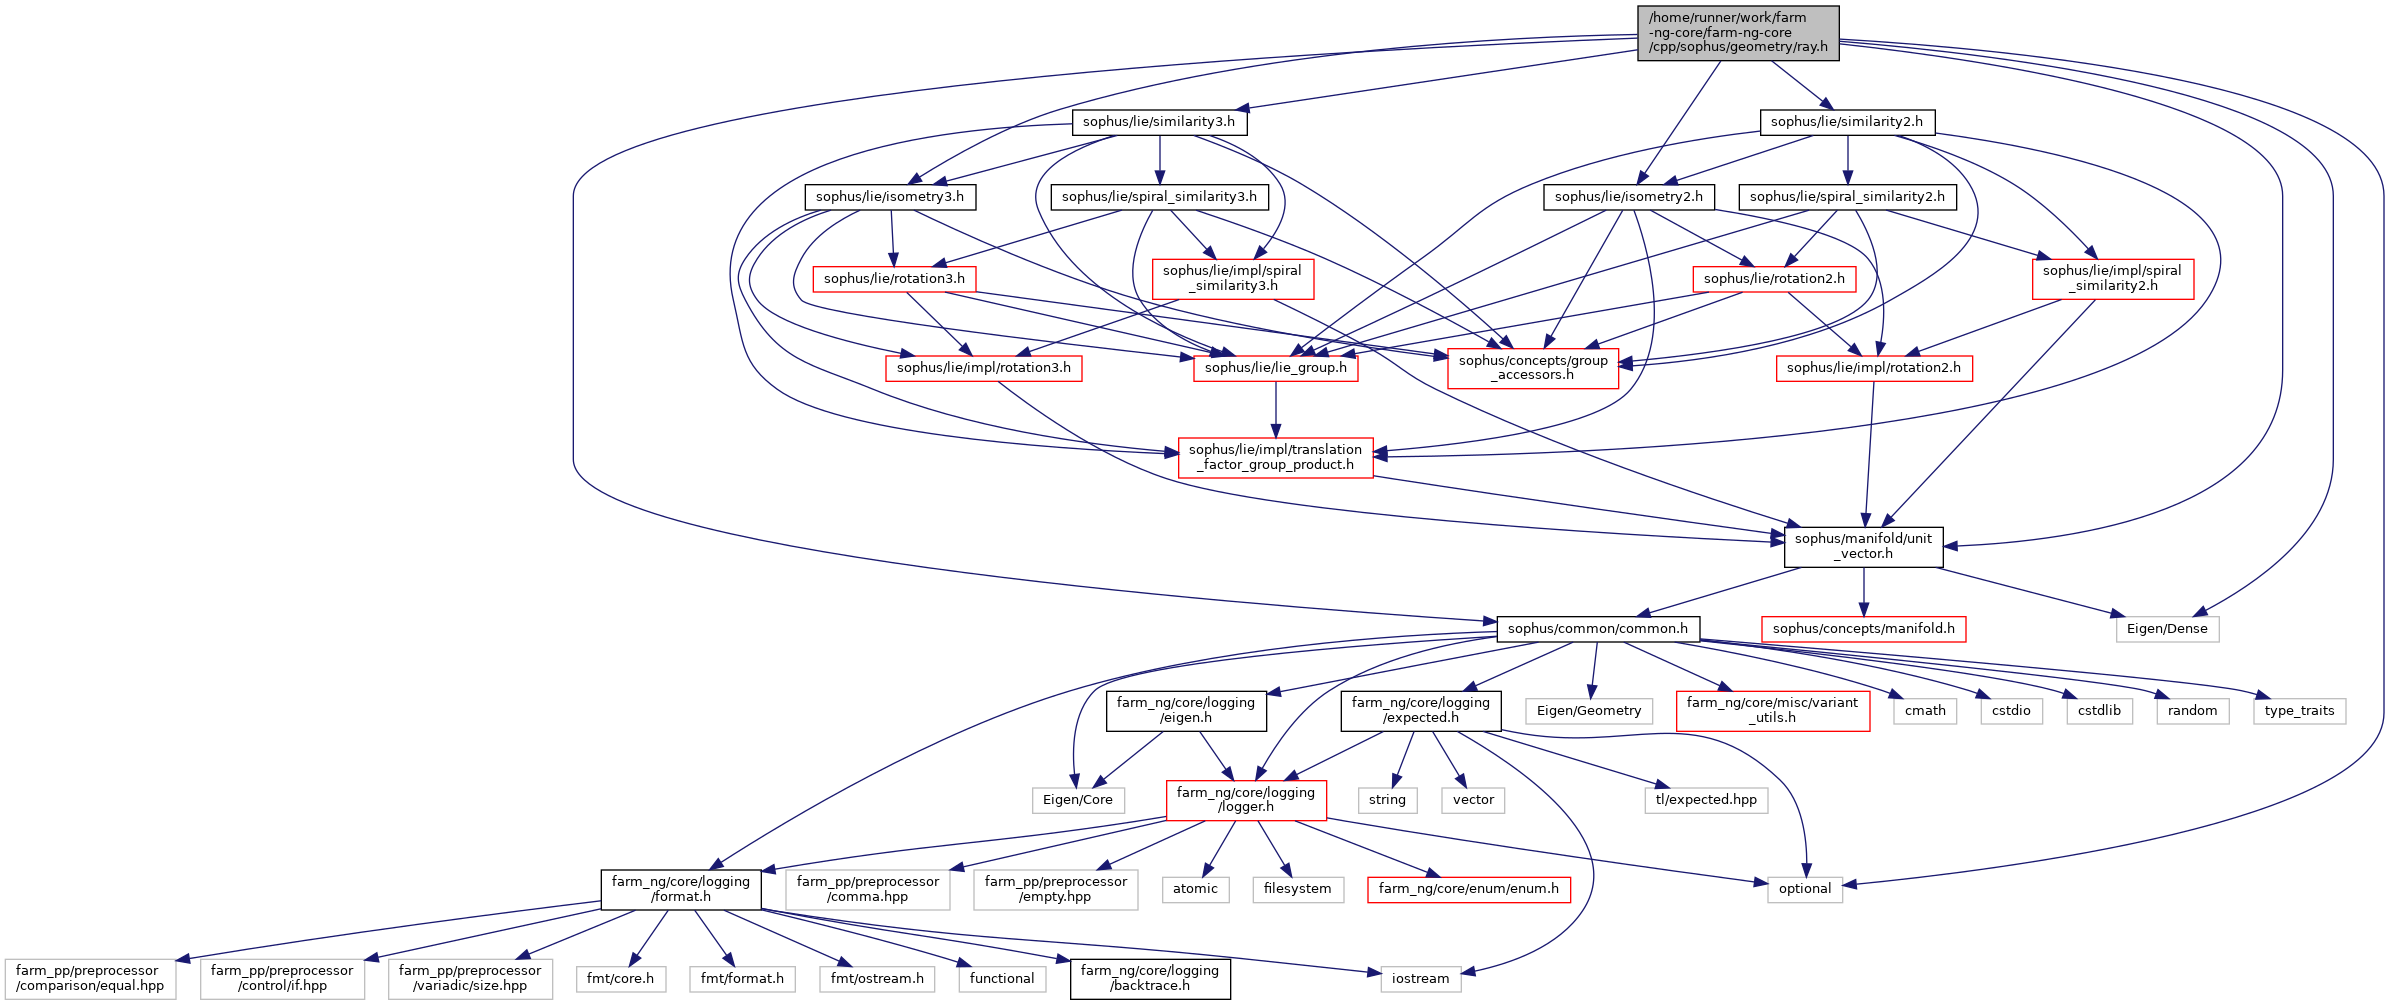 /home/runner/work/farm
-ng-core/farm-ng-core
/cpp/sophus/geometry/ray.h
sophus/lie/similarity3.h
sophus/lie/similarity2.h
sophus/lie/isometry3.h
sophus/lie/spiral_similarity3.h
sophus/lie/isometry2.h
sophus/lie/spiral_similarity2.h
sophus/lie/rotation3.h
sophus/lie/impl/spiral
_similarity3.h
sophus/lie/rotation2.h
sophus/lie/impl/spiral
_similarity2.h
sophus/lie/impl/rotation3.h
sophus/lie/lie_group.h
sophus/concepts/group
_accessors.h
sophus/lie/impl/rotation2.h
sophus/lie/impl/translation
_factor_group_product.h
sophus/manifold/unit
_vector.h
sophus/common/common.h
sophus/concepts/manifold.h
Eigen/Dense
farm_ng/core/logging
/eigen.h
farm_ng/core/logging
/expected.h
Eigen/Geometry
farm_ng/core/misc/variant
_utils.h
cmath
cstdio
cstdlib
random
type_traits
Eigen/Core
farm_ng/core/logging
/logger.h
string
vector
tl/expected.hpp
farm_ng/core/logging
/format.h
farm_pp/preprocessor
/comma.hpp
farm_pp/preprocessor
/empty.hpp
atomic
filesystem
farm_ng/core/enum/enum.h
optional
farm_pp/preprocessor
/comparison/equal.hpp
farm_pp/preprocessor
/control/if.hpp
farm_pp/preprocessor
/variadic/size.hpp
fmt/core.h
fmt/format.h
fmt/ostream.h
functional
farm_ng/core/logging
/backtrace.h
iostream